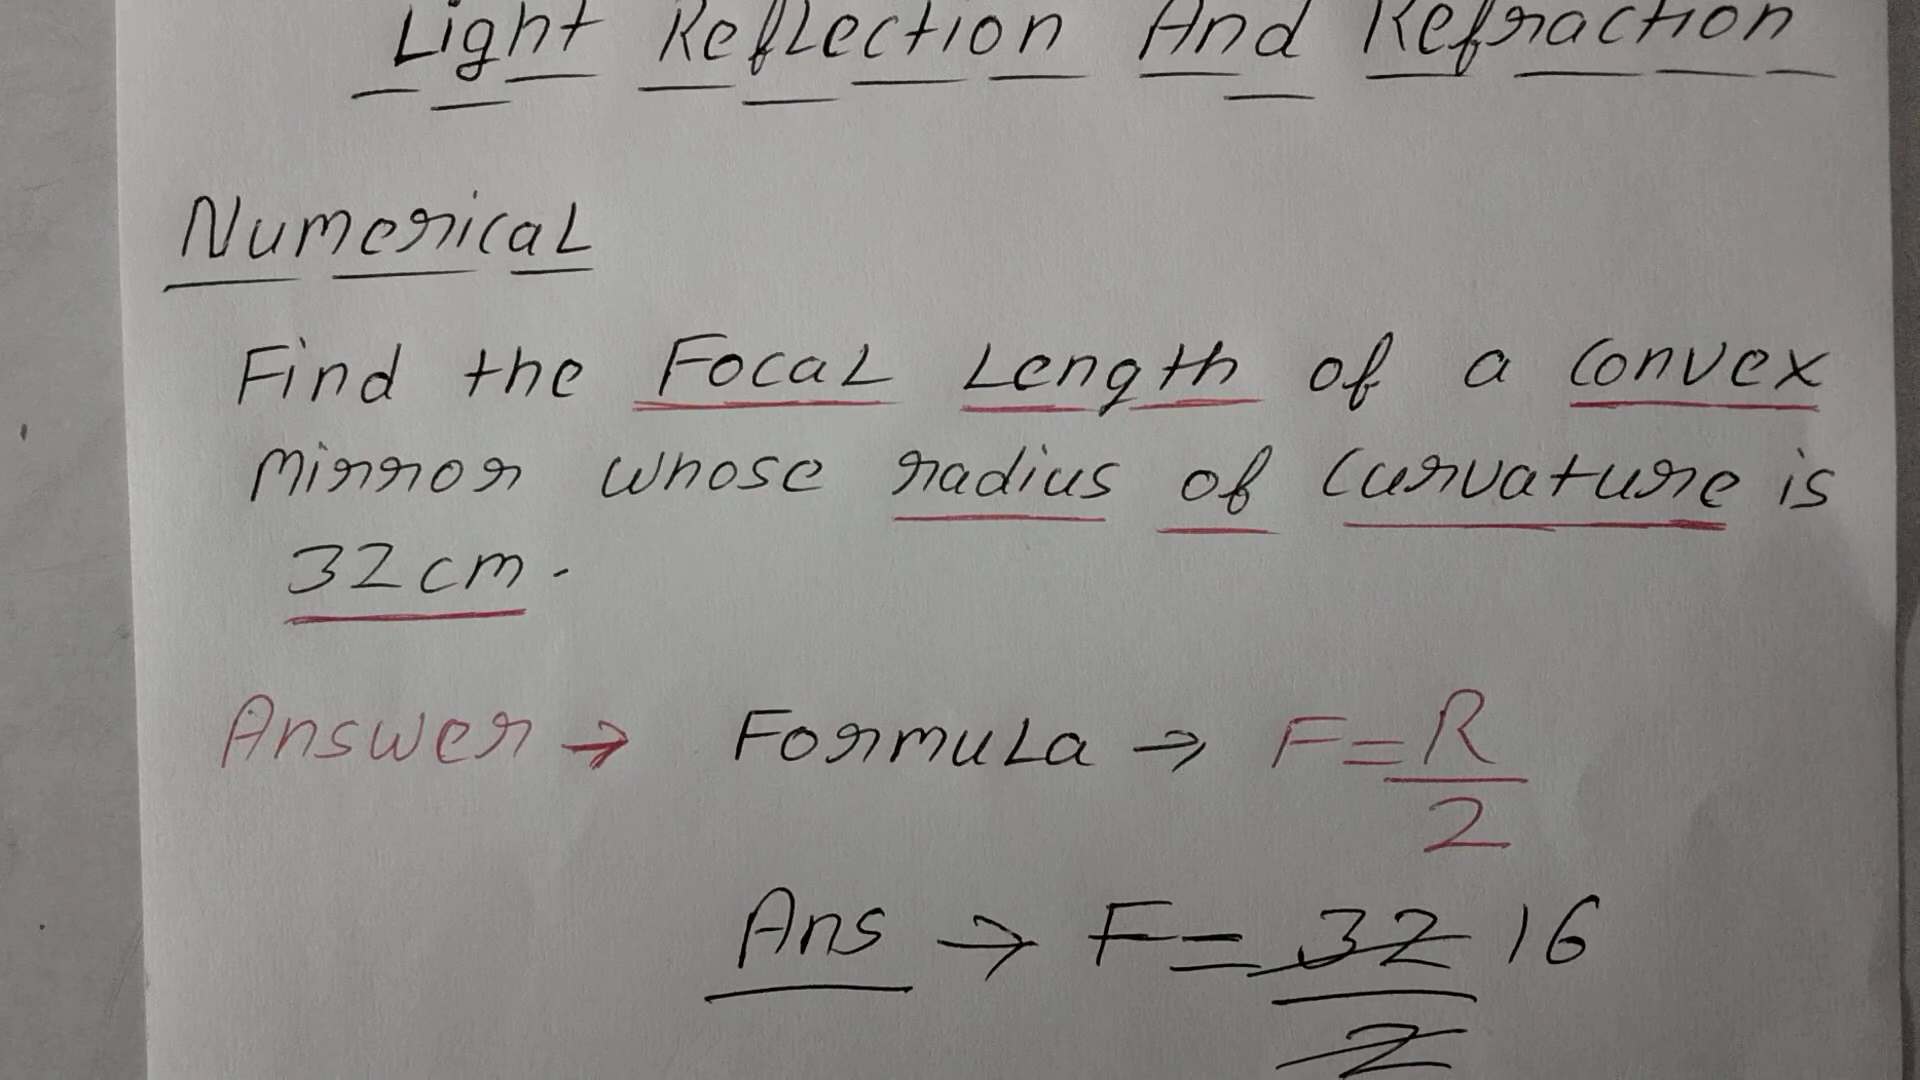 Light Reflection And Refraction
Numerical
Find the Focal Length of a convex
mirror whose radius of Curvature is
32cm.
Answer → Formula → F=R/2
Ans → F=32/2 16